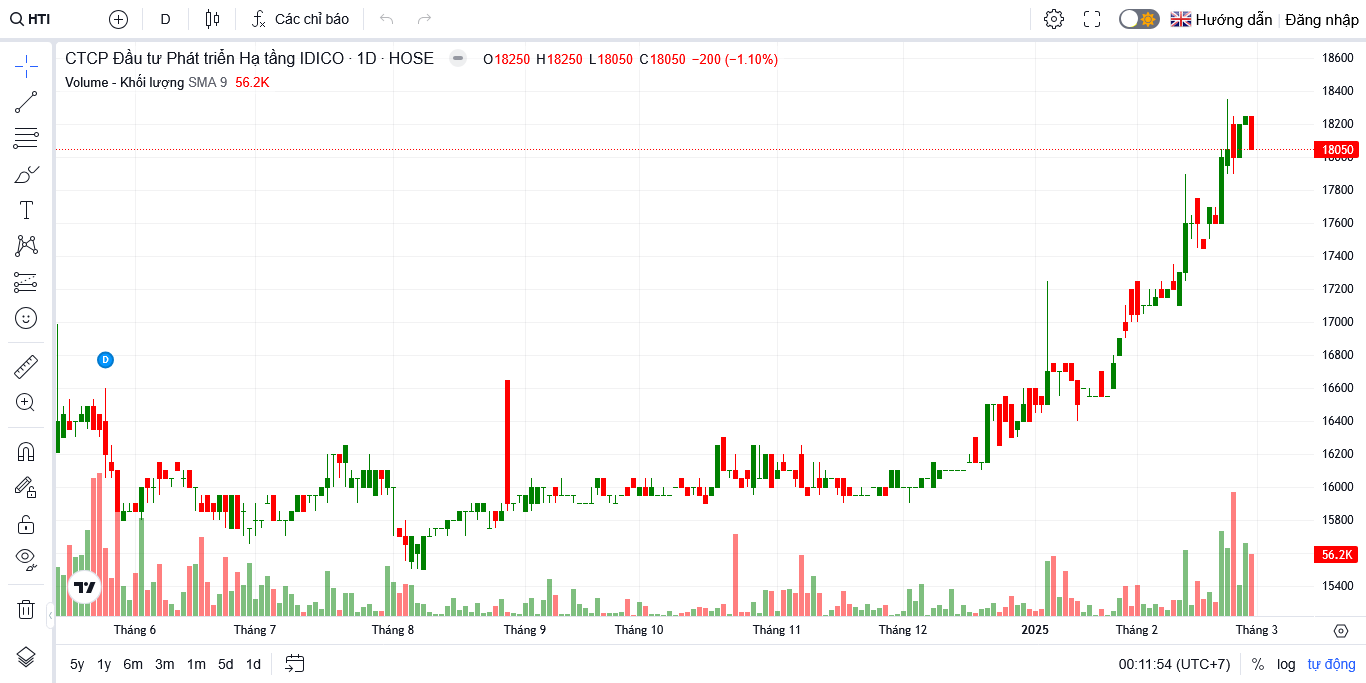 HTI D Các chỉ báo Hướng dẫn Đăng nhập
CTCP Đầu tư Phát triển Hạ tầng IDICO · 1D · HOSE O18250 H18250 L18050 C18050 −200 (−1.10%)
Volume - Khối lượng SMA 9 56.2K
18600
18400
18200
18050
18000
17800
17600
17400
17200
17000
16800
16600
16400
16200
16000
15800
56.2K
15400
D
T
Tháng 6 Tháng 7 Tháng 8 Tháng 9 Tháng 10 Tháng 11 Tháng 12 2025 Tháng 2 Tháng 3
5y 1y 6m 3m 1m 5d 1d 00:11:54 (UTC+7) % log tự động